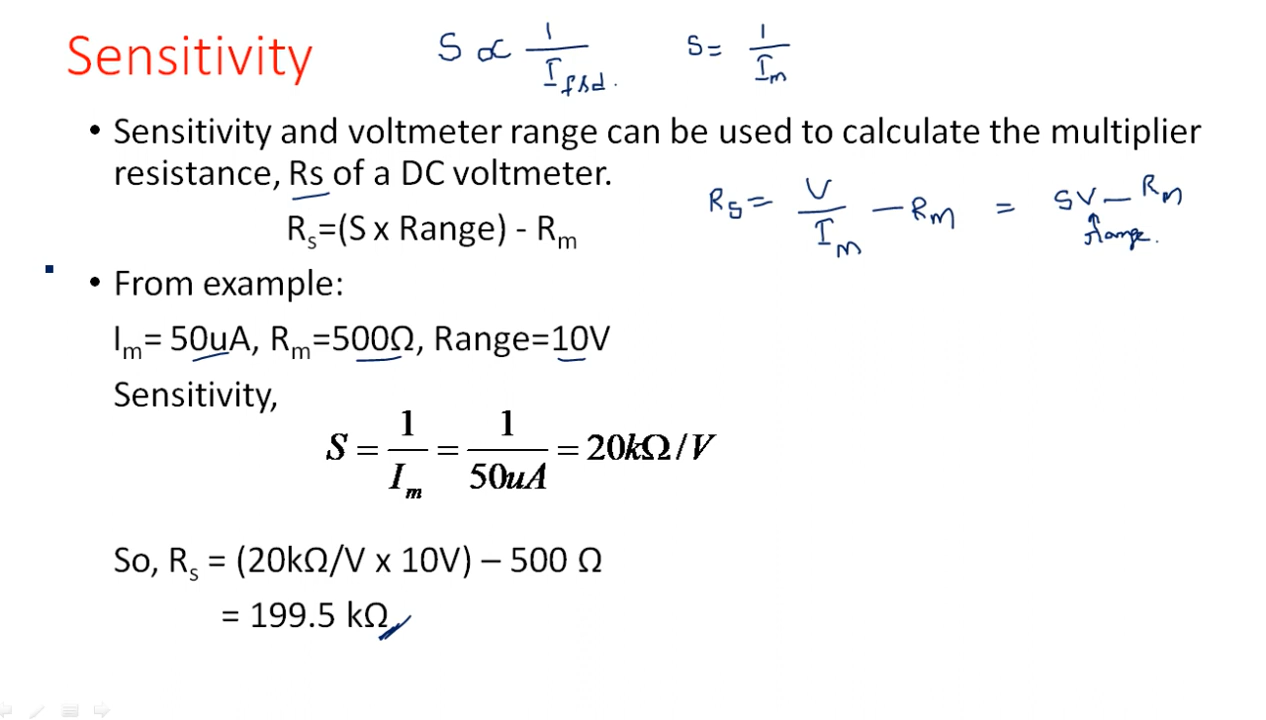 Sensitivity
S ∝ 1/I_fsd.
S = 1/I_m
• Sensitivity and voltmeter range can be used to calculate the multiplier
resistance, Rs of a DC voltmeter.
R_s = V/I_m – R_m = SV – R_m
range.
R_s=(S x Range) - R_m
• From example:
I_m= 50uA, R_m=500Ω, Range=10V
Sensitivity,
S = 1/I_m = 1/50uA = 20kΩ/V
So, R_s = (20kΩ/V x 10V) – 500 Ω
= 199.5 kΩ